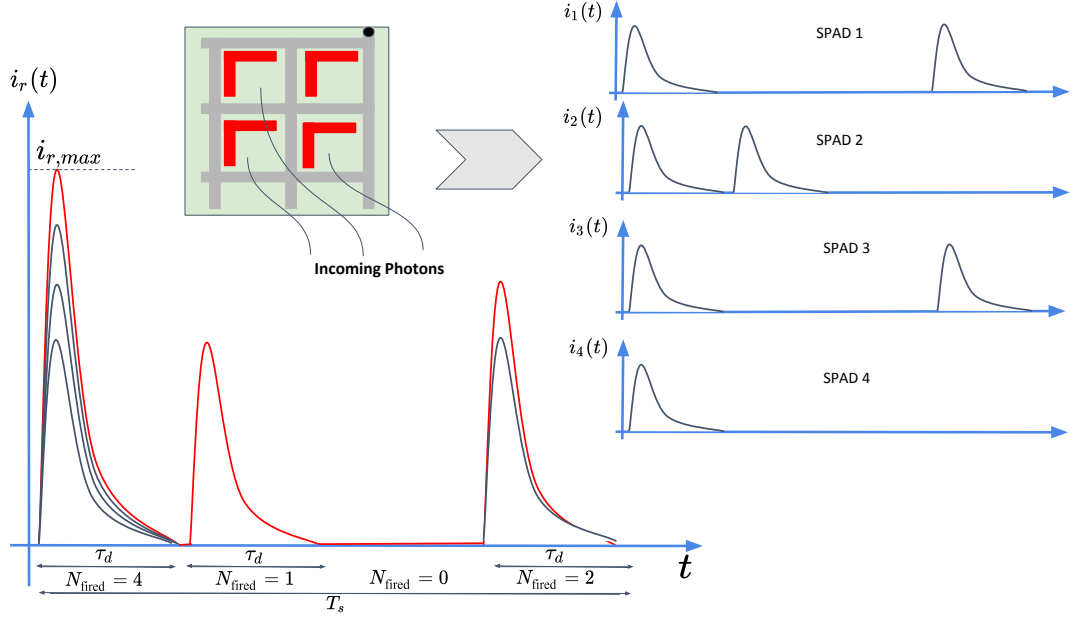 i_r(t)
i_{r,max}
Incoming Photons
i_1(t)
SPAD 1
i_2(t)
SPAD 2
i_3(t)
SPAD 3
i_4(t)
SPAD 4
τ_d
τ_d
τ_d
t
N_fired = 4
N_fired = 1
N_fired = 0
N_fired = 2
T_s